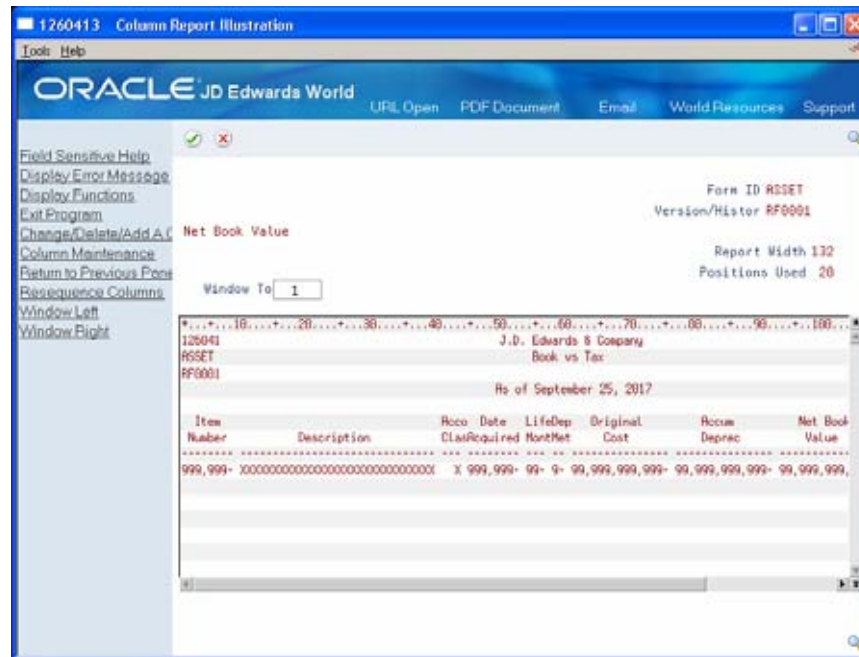 1260413 Column Report Illustration
Tools Help
ORACLE JD Edwards World
URL Open PDF Document Email World Resources Support
Field Sensitive Help
Display Error Message
Display Functions
Exit Program
Change/Delete/Add A C
Column Maintenance
Return to Previous Pane
Resequence Columns
Window Left
Window Right
Form ID ASSET
Version/Histor RF0001
Net Book Value
Report Width 132
Positions Used 20
Window To 1
*...+...10....+...20....+...30....+...40....+...50....+...60....+...70....+...80....+...90....+..100...
126041 J.D. Edwards & Company
ASSET Book vs Tax
RF0001
As of September 25, 2017
Item Acco Date LifeDep Original Accum Net Book
Number Description ClasAcquired MontMet Cost Deprec Value
999,999- XXXXXXXXXXXXXXXXXXXXXXXXXXXXXX X 999,999- 99- 9- 99,999,999,999- 99,999,999,999- 99,999,999,